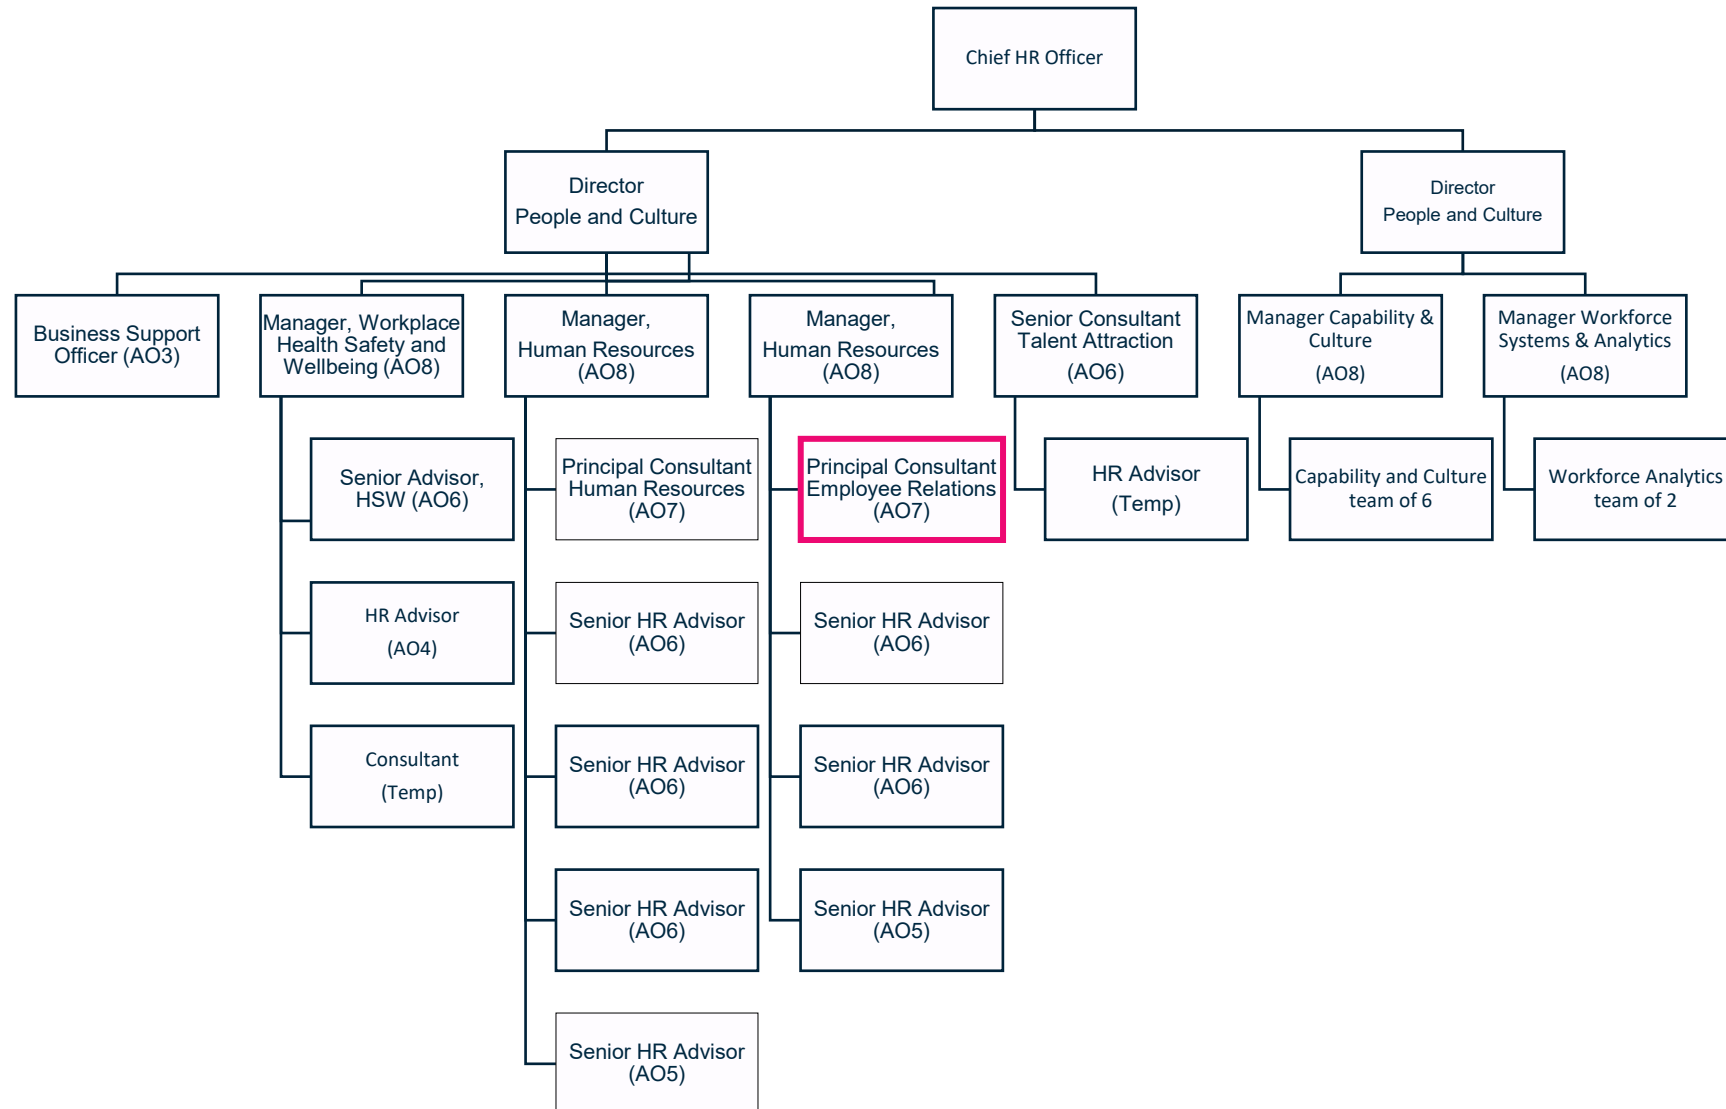 Chief HR Officer
Director
People and Culture
Director
People and Culture
Business Support
Officer (AO3)
Manager, Workplace
Health Safety and
Wellbeing (AO8)
Manager,
Human Resources
(AO8)
Manager,
Human Resources
(AO8)
Senior Consultant
Talent Attraction
(AO6)
Manager Capability &
Culture
(AO8)
Manager Workforce
Systems & Analytics
(AO8)
Senior Advisor,
HSW (AO6)
Principal Consultant
Human Resources
(AO7)
Principal Consultant
Employee Relations
(AO7)
HR Advisor
(Temp)
Capability and Culture
team of 6
Workforce Analytics
team of 2
HR Advisor
(AO4)
Senior HR Advisor
(AO6)
Senior HR Advisor
(AO6)
Consultant
(Temp)
Senior HR Advisor
(AO6)
Senior HR Advisor
(AO6)
Senior HR Advisor
(AO6)
Senior HR Advisor
(AO5)
Senior HR Advisor
(AO5)